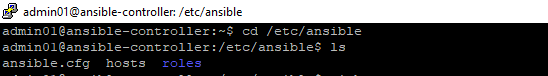 admin01@ansible-controller: /etc/ansible
admin01@ansible-controller:~$ cd /etc/ansible
admin01@ansible-controller:/etc/ansible$ ls
ansible.cfg hosts roles